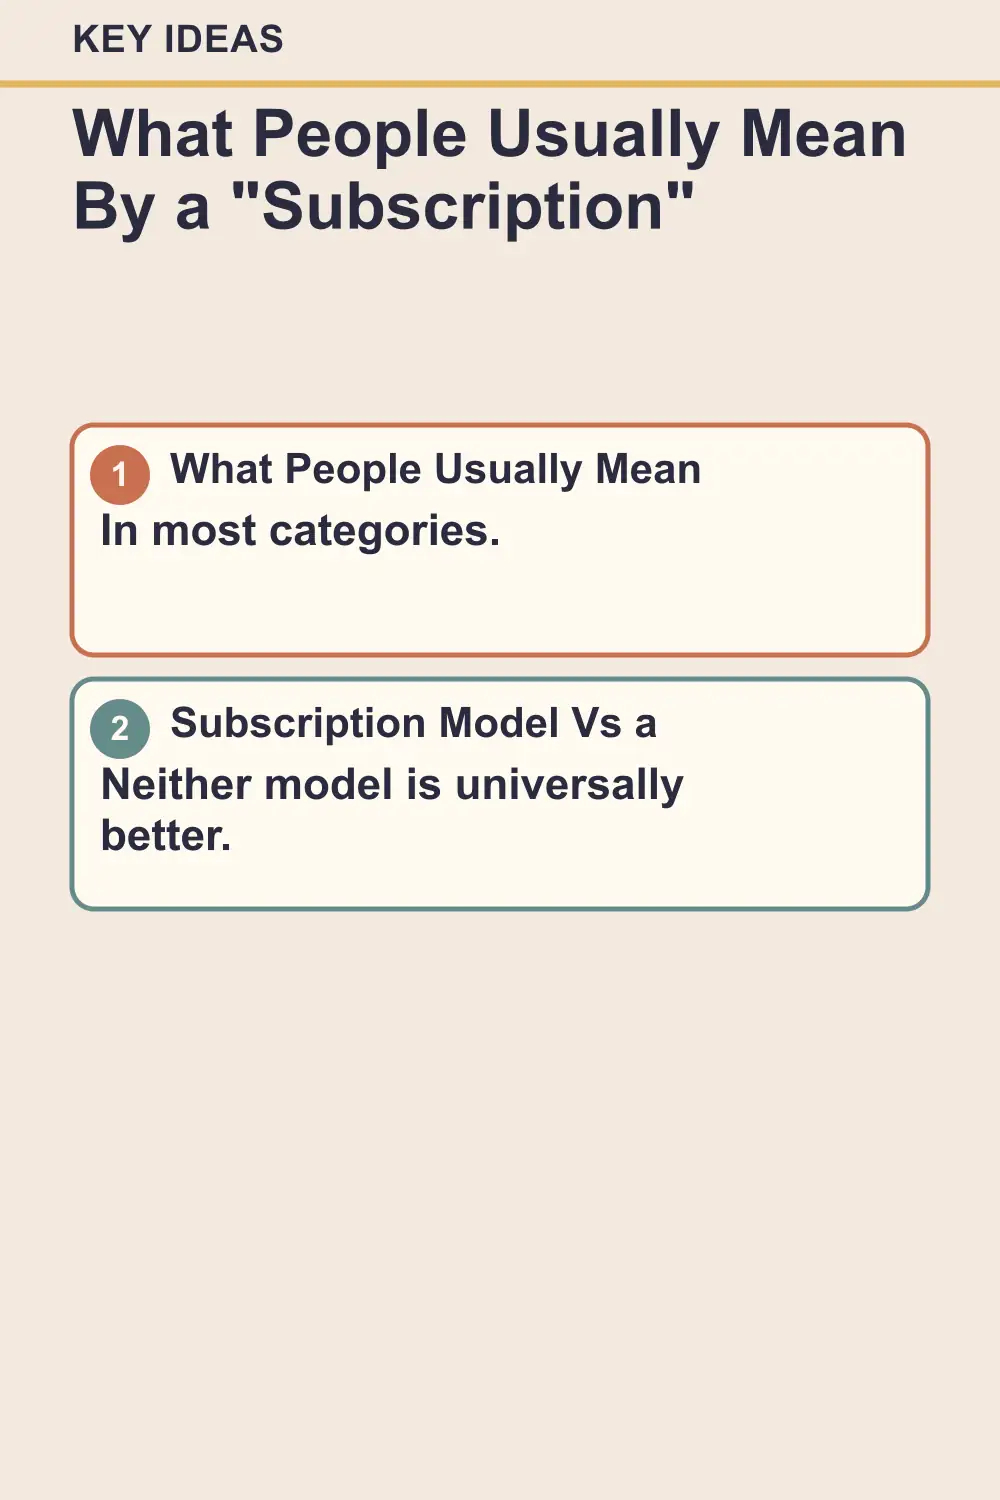 KEY IDEAS
What People Usually Mean
By a "Subscription"
1 What People Usually Mean
In most categories.
2 Subscription Model Vs a
Neither model is universally
better.